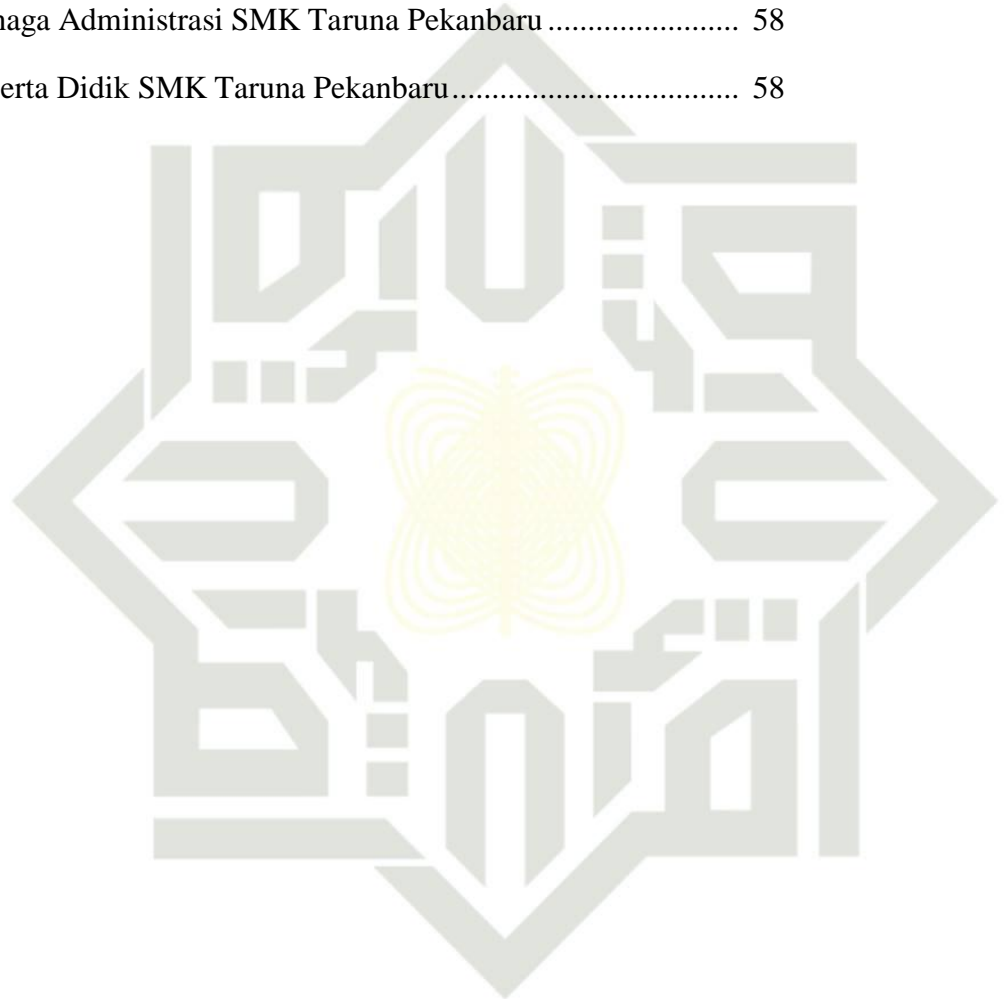 naga Administrasi SMK Taruna Pekanbaru ........................ 58
erta Didik SMK Taruna Pekanbaru .................................... 58